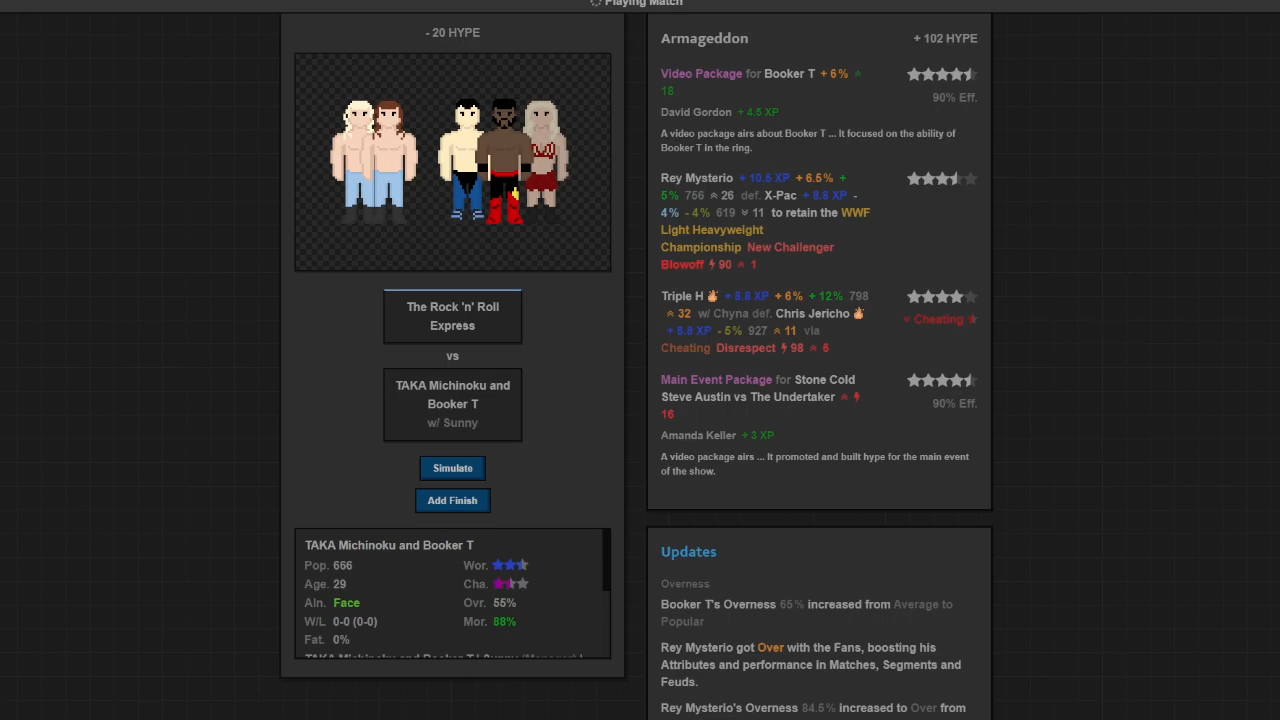 Playing Match
- 20 HYPE
The Rock 'n' Roll
Express
vs
TAKA Michinoku and
Booker T
w/ Sunny
Simulate
Add Finish
TAKA Michinoku and Booker T
Pop. 666 Wor.
Age. 29 Cha.
Aln. Face Ovr. 55%
W/L 0-0 (0-0) Mor. 88%
Fat. 0%
TAKA Michinoku and Booker T | Sunny (Manager) |
Armageddon + 102 HYPE
Video Package for Booker T + 6%
18
90% Eff.
David Gordon + 4.5 XP
A video package airs about Booker T ... It focused on the ability of
Booker T in the ring.
Rey Mysterio + 10.5 XP + 6.5% +
5% 756 26 def. X-Pac + 8.8 XP -
4% - 4% 619 11 to retain the WWF
Light Heavyweight
Championship New Challenger
Blowoff 90 1
Triple H + 8.8 XP + 6% + 12% 798
32 w/ Chyna def. Chris Jericho
Cheating
+ 8.8 XP - 5% 927 11 via
Cheating Disrespect 98 6
Main Event Package for Stone Cold
Steve Austin vs The Undertaker
16
90% Eff.
Amanda Keller + 3 XP
A video package airs ... It promoted and built hype for the main event
of the show.
Updates
Overness
Booker T's Overness 65% increased from Average to
Popular
Rey Mysterio got Over with the Fans, boosting his
Attributes and performance in Matches, Segments and
Feuds.
Rey Mysterio's Overness 84.5% increased to Over from